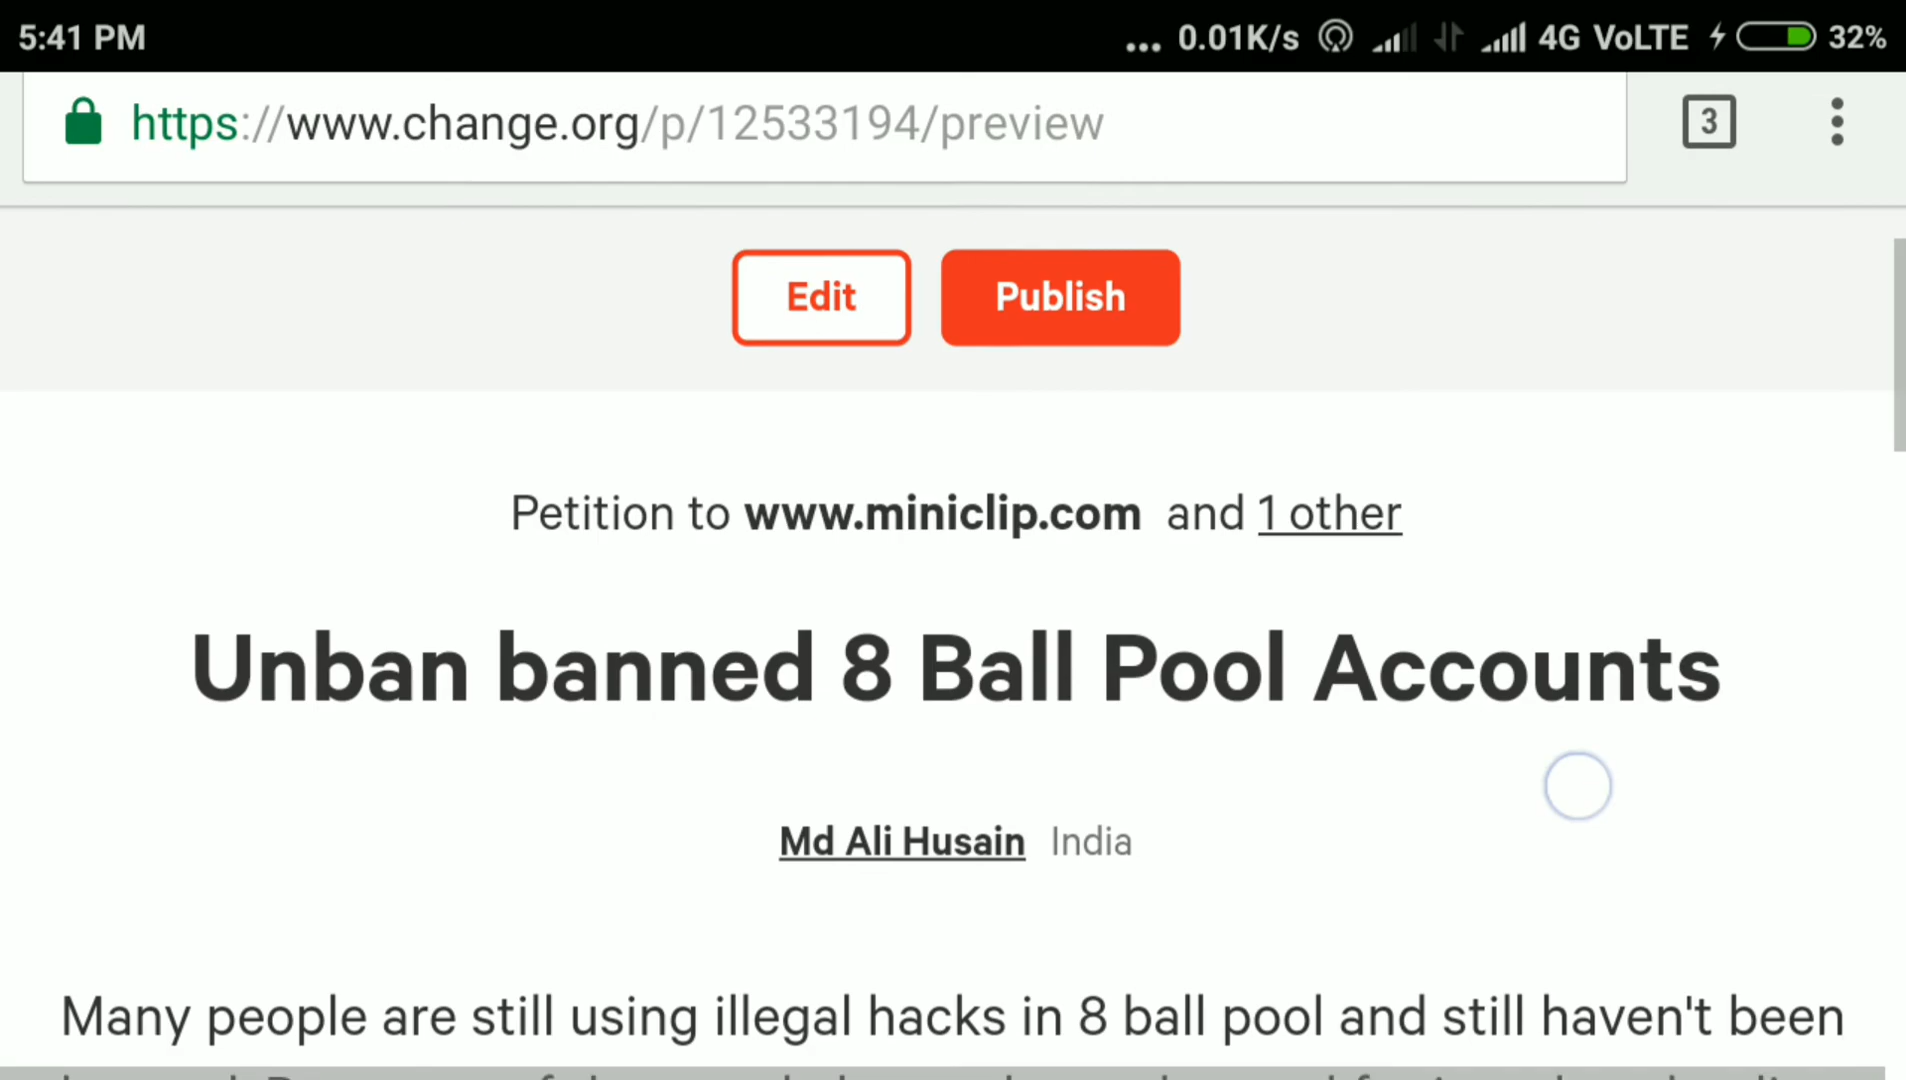 5:41 PM
... 0.01K/s 4G VoLTE 32%
https://www.change.org/p/12533194/preview
3
Edit
Publish
Petition to www.miniclip.com and 1 other
Unban banned 8 Ball Pool Accounts
Md Ali Husain India
Many people are still using illegal hacks in 8 ball pool and still haven't been